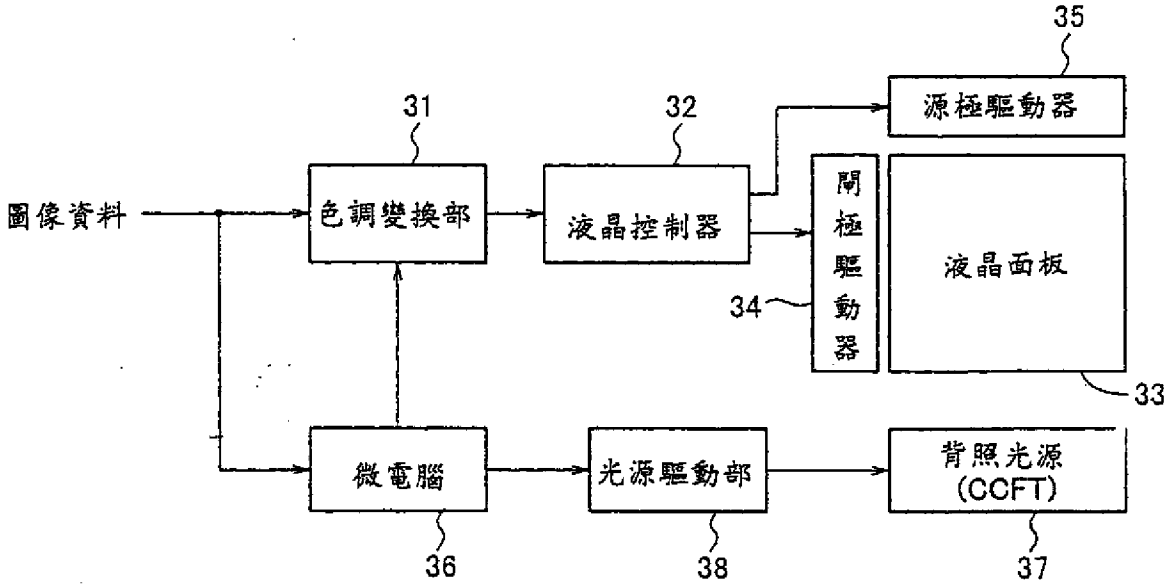 35
源極驅動器
31
32
圖像資料
色調變換部
液晶控制器
閘極驅動器
液晶面板
34
33
微電腦
光源驅動部
背照光源
(CCFT)
36
38
37